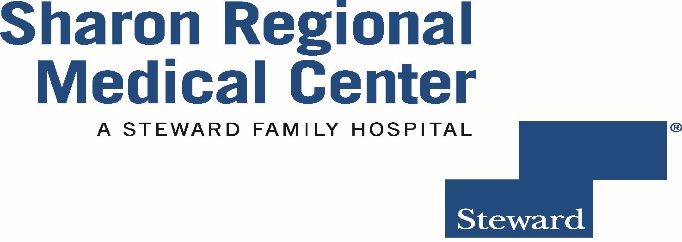 Sharon Regional
Medical Center
A STEWARD FAMILY HOSPITAL
®
Steward